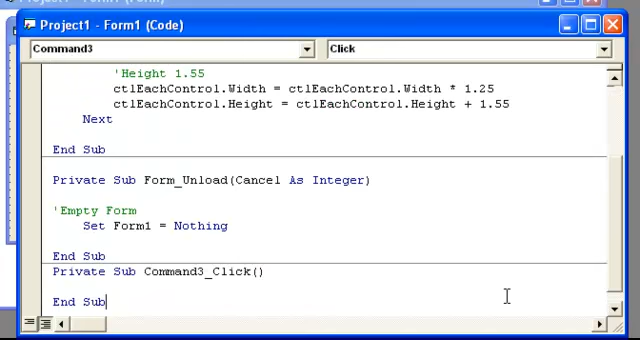 Project1 - Form1 (Code)
Command3
Click
'Height 1.55
ctlEachControl.Width = ctlEachControl.Width * 1.25
ctlEachControl.Height = ctlEachControl.Height + 1.55
Next
End Sub
Private Sub Form_Unload(Cancel As Integer)
'Empty Form
Set Form1 = Nothing
End Sub
Private Sub Command3_Click()
End Sub